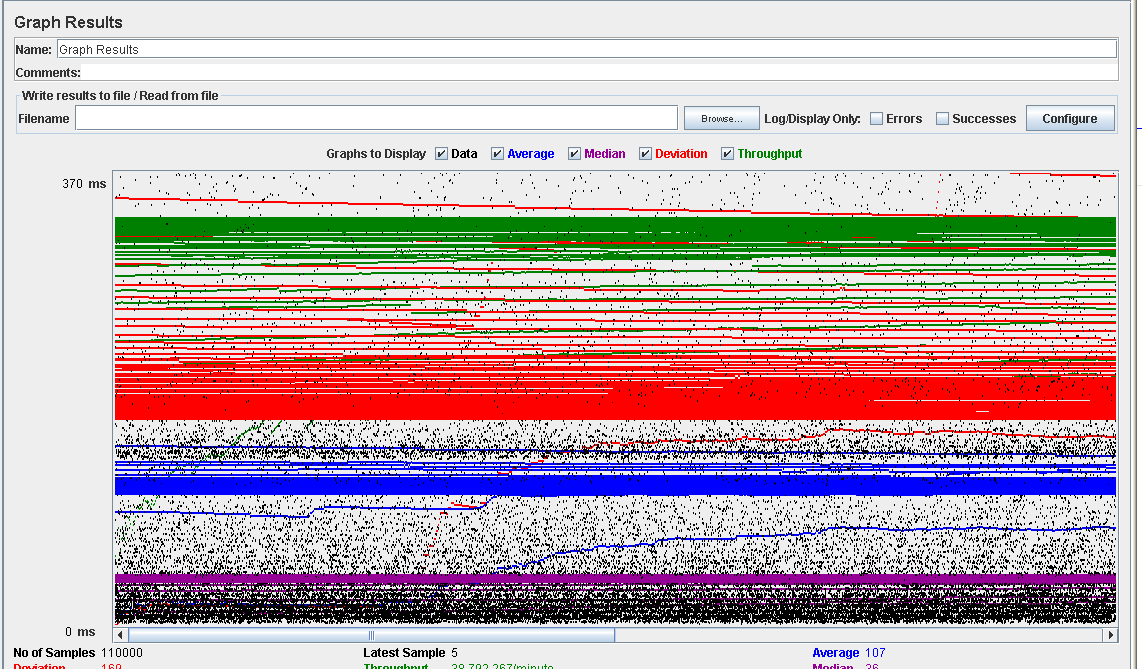 Graph Results
Name: Graph Results
Comments:
Write results to file / Read from file
Filename Browse... Log/Display Only: Errors Successes Configure
Graphs to Display Data Average Median Deviation Throughput
370 ms
0 ms
No of Samples 110000 Latest Sample 5 Average 107
Deviation 169 Throughput 38,792.267/minute Median 36